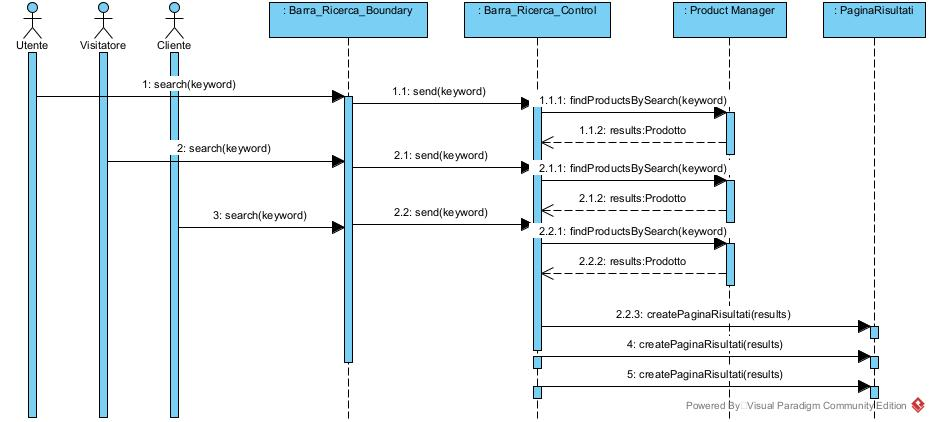 : Barra_Ricerca_Boundary
: Barra_Ricerca_Control
: Product Manager
: PaginaRisultati
Utente
Visitatore
Cliente
1: search(keyword)
1.1: send(keyword)
1.1.1: findProductsBySearch(keyword)
1.1.2: results:Prodotto
2: search(keyword)
2.1: send(keyword)
2.1.1: findProductsBySearch(keyword)
2.1.2: results:Prodotto
3: search(keyword)
2.2: send(keyword)
2.2.1: findProductsBySearch(keyword)
2.2.2: results:Prodotto
2.2.3: createPaginaRisultati(results)
4: createPaginaRisultati(results)
5: createPaginaRisultati(results)
Powered By Visual Paradigm Community Edition